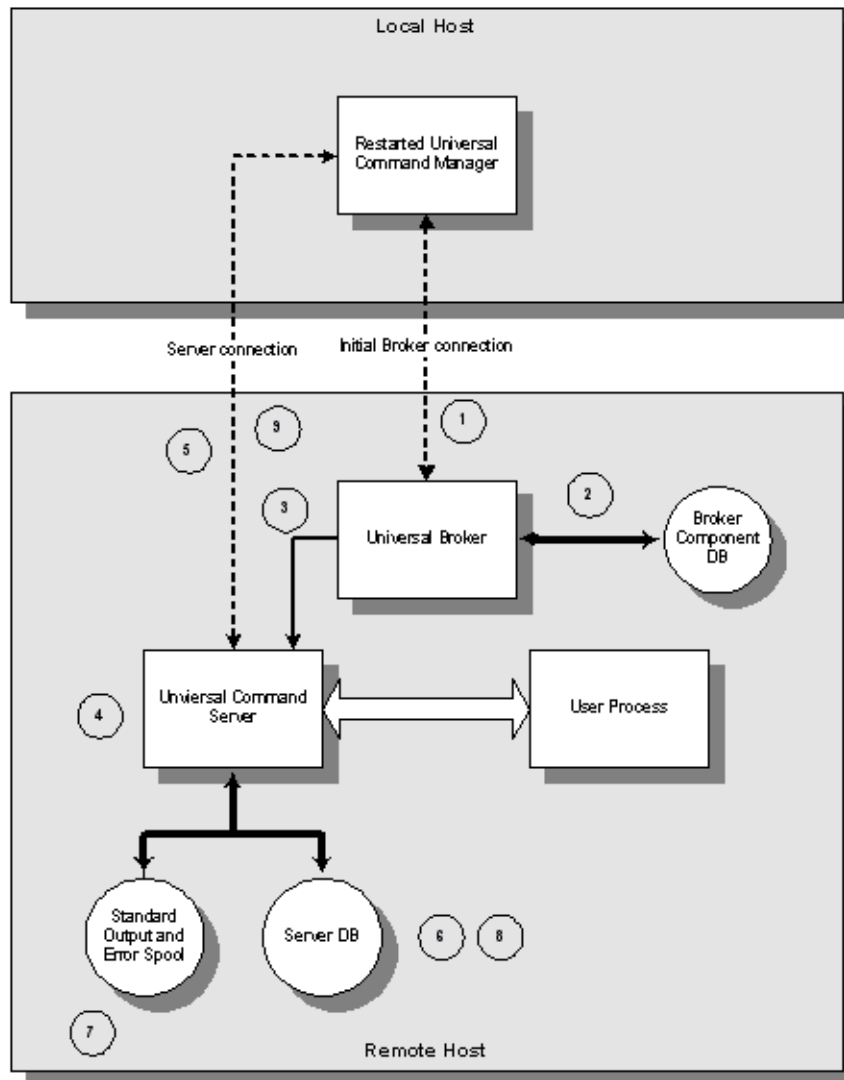 Local Host
Restarted Universal
Command Manager
Server connection
Initial Broker connection
1
9
5
2
3
Universal Broker
Broker
Component
DB
Unviersal Command
Server
User Process
4
Standard
Output and
Error Spool
Server DB
6
8
7
Remote Host